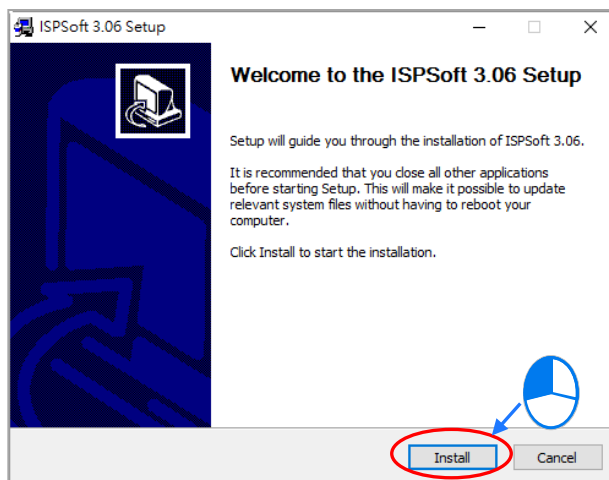 ISPSoft 3.06 Setup
Welcome to the ISPSoft 3.06 Setup
Setup will guide you through the installation of ISPSoft 3.06.
It is recommended that you close all other applications
before starting Setup. This will make it possible to update
relevant system files without having to reboot your
computer.
Click Install to start the installation.
Install Cancel